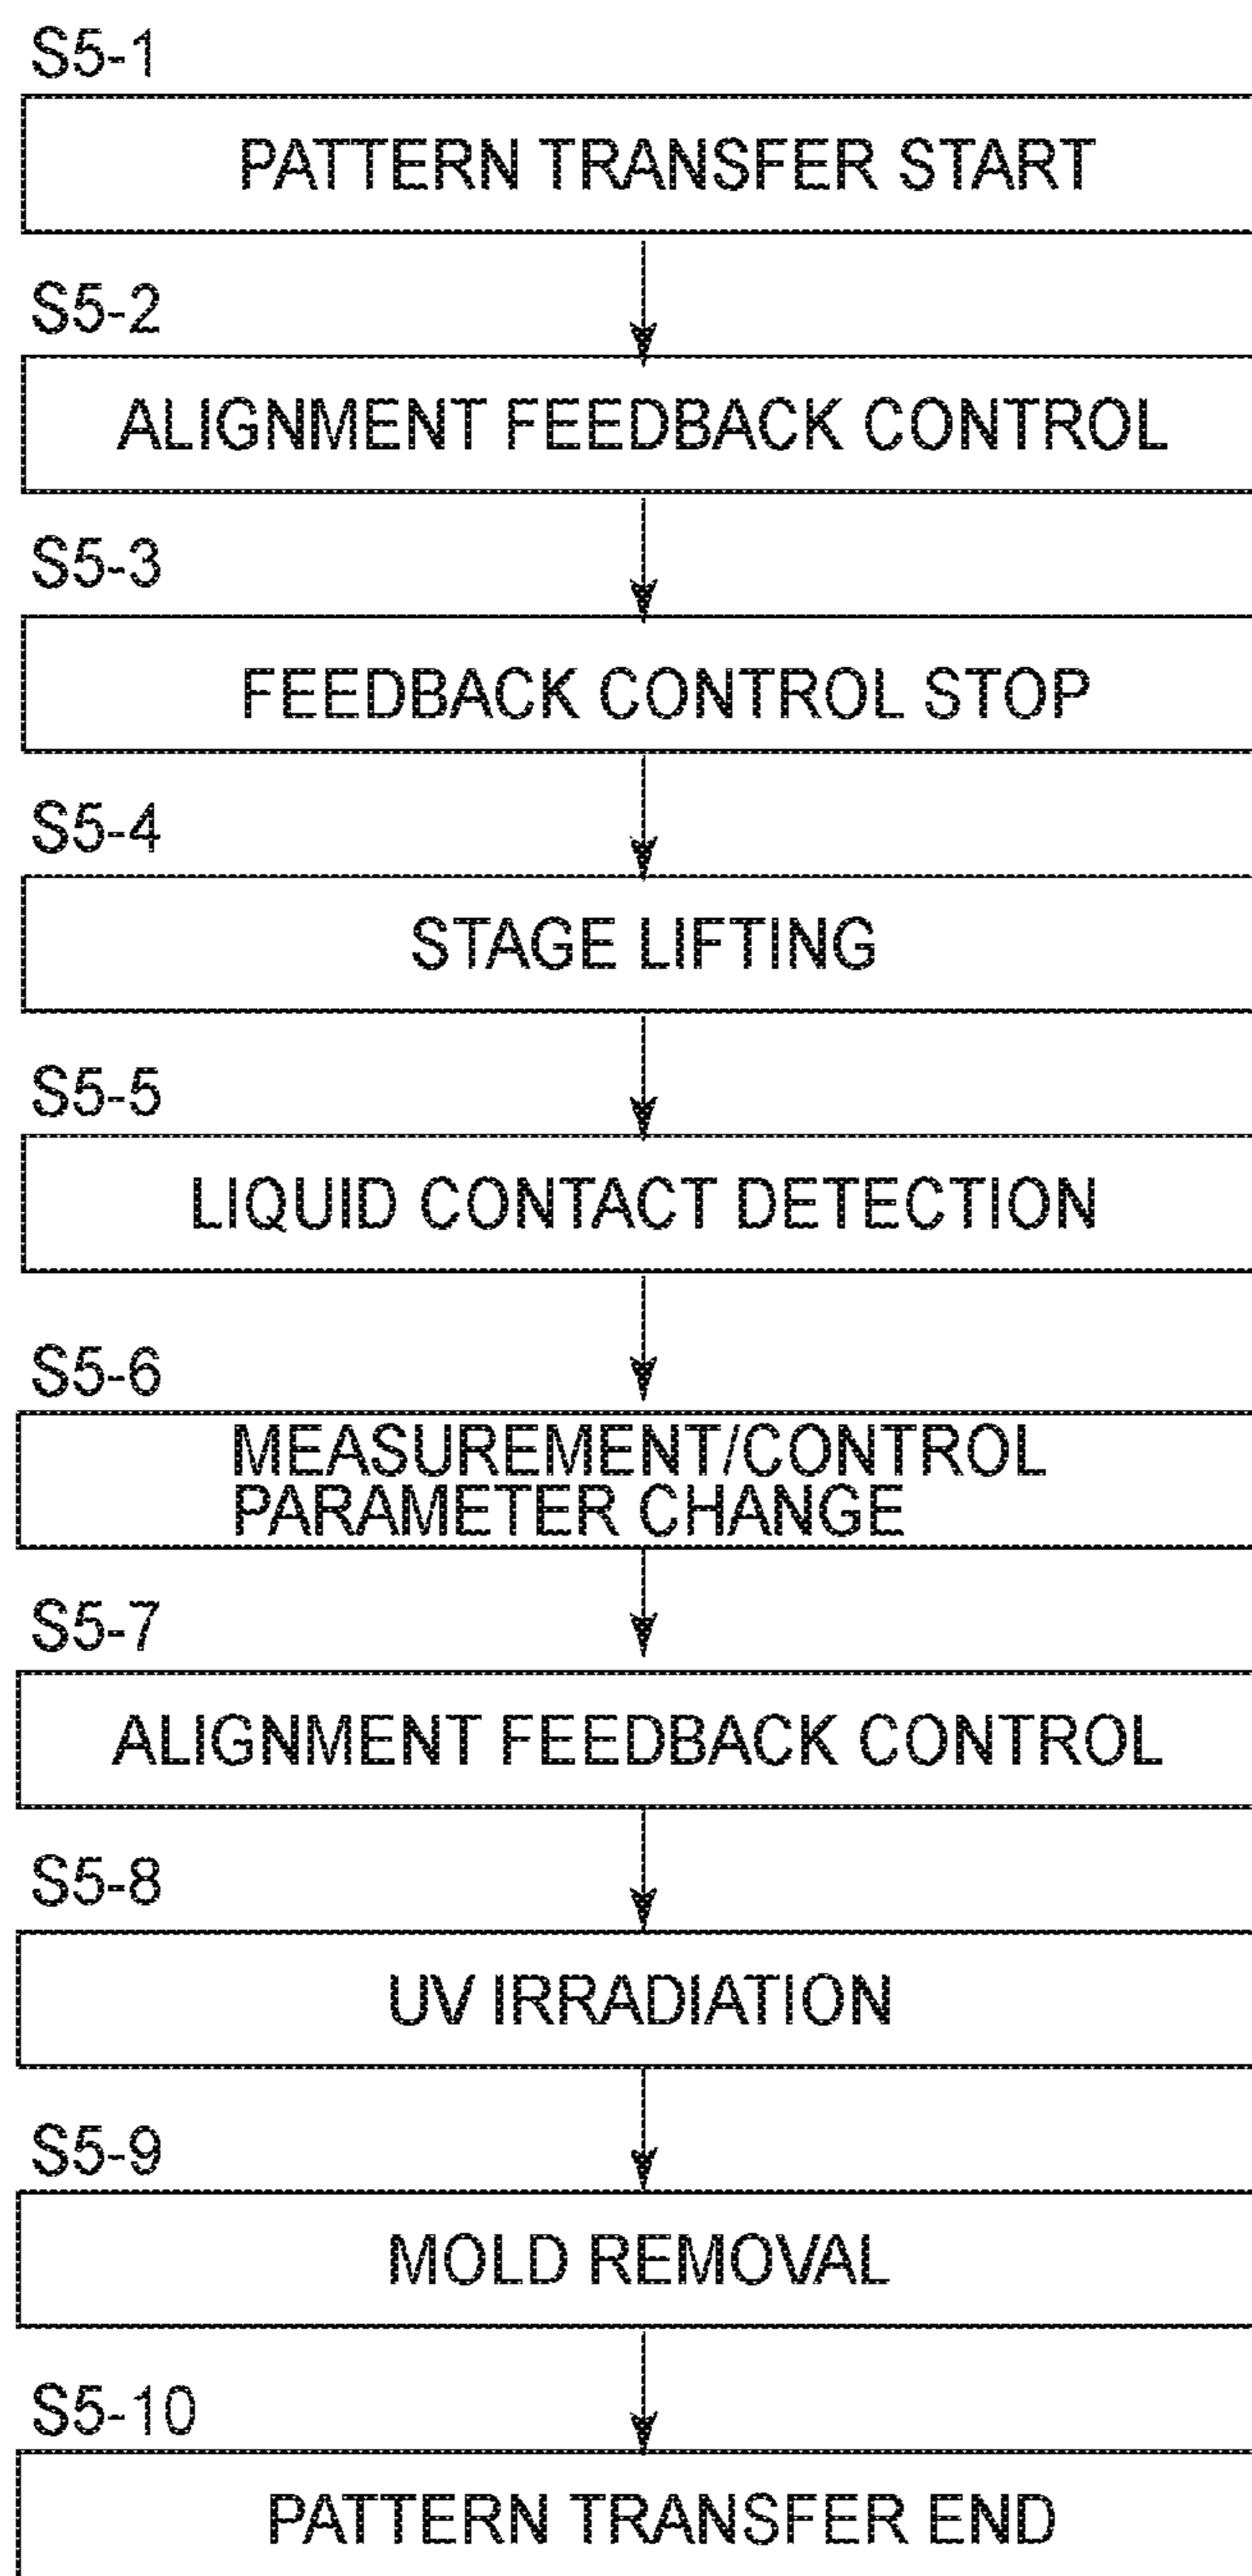 S5-1
PATTERN TRANSFER START
S5-2
ALIGNMENT FEEDBACK CONTROL
S5-3
FEEDBACK CONTROL STOP
S5-4
STAGE LIFTING
S5-5
LIQUID CONTACT DETECTION
S5-6
MEASUREMENT/CONTROL
PARAMETER CHANGE
S5-7
ALIGNMENT FEEDBACK CONTROL
S5-8
UV IRRADIATION
S5-9
MOLD REMOVAL
S5-10
PATTERN TRANSFER END